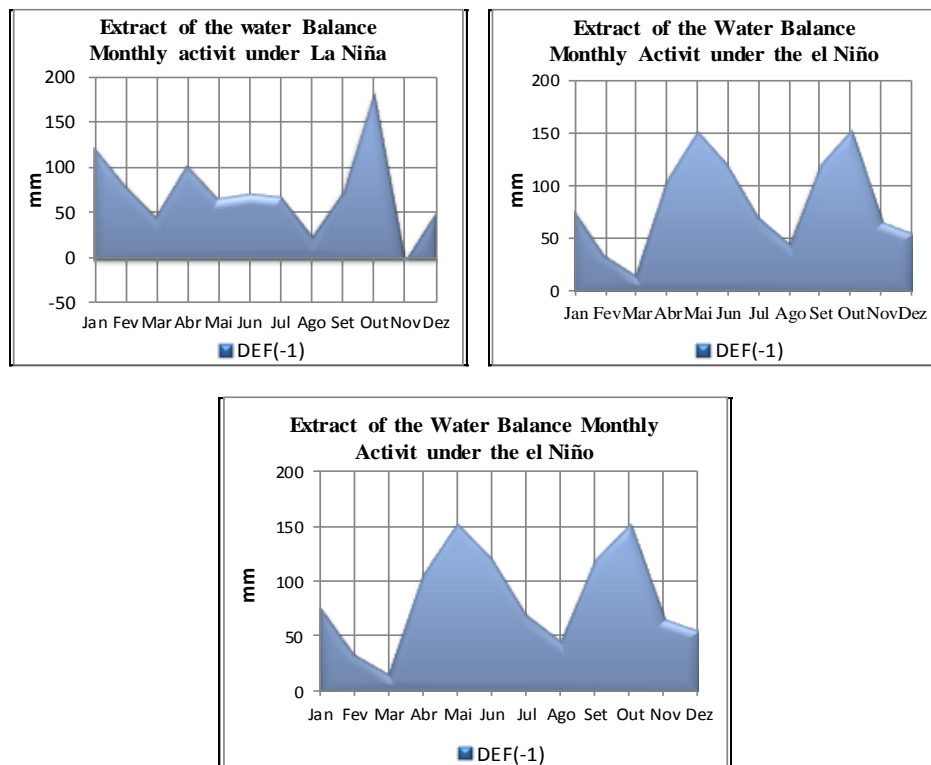 Extract of the water Balance
Monthly activit under La Niña
200
150
100
50
0
-50
mm
Jan Fev Mar Abr Mai Jun Jul Ago Set Out Nov Dez
DEF(-1)
Extract of the Water Balance
Monthly Activit under the el Niño
200
150
100
50
0
mm
Jan Fev Mar Abr Mai Jun Jul Ago Set Out Nov Dez
DEF(-1)
Extract of the Water Balance Monthly
Activit under the el Niño
200
150
100
50
0
mm
Jan Fev Mar Abr Mai Jun Jul Ago Set Out Nov Dez
DEF(-1)